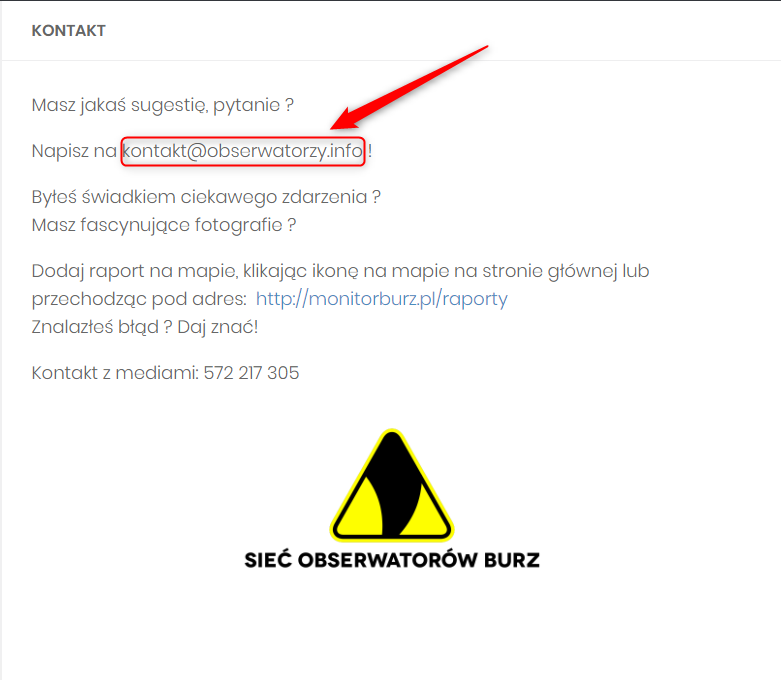 KONTAKT
Masz jakaś sugestię, pytanie ?
Napisz na kontakt@obserwatorzy.info !
Byłeś świadkiem ciekawego zdarzenia ?
Masz fascynujące fotografie ?
Dodaj raport na mapie, klikając ikonę na mapie na stronie głównej lub
przechodząc pod adres: http://monitorburz.pl/raporty
Znalazłeś błąd ? Daj znać!
Kontakt z mediami: 572 217 305
SIEĆ OBSERWATORÓW BURZ